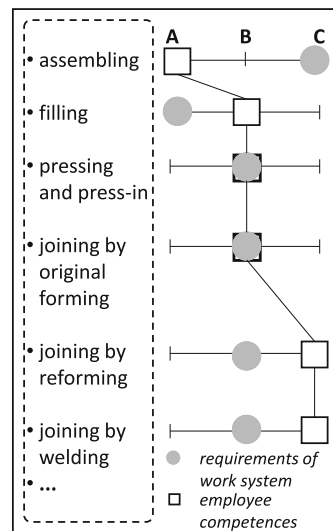 A B C
• assembling
• filling
• pressing
and press-in
• joining by
original
forming
• joining by
reforming
• joining by
welding
• ...
requirements of
work system
employee
competences